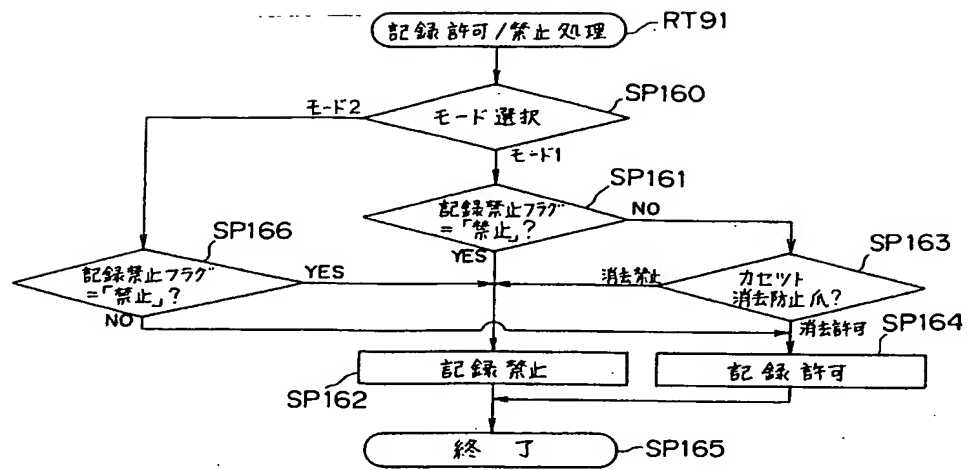 記録許可/禁止処理
RT91
SP160
モード2
モード選択
モード1
SP161
記録禁止フラグ
=「禁止」?
NO
YES
SP166
SP163
記録禁止フラグ
=「禁止」?
YES
消去禁止
カセット
消去防止爪?
NO
消去許可
SP164
記録禁止
記録許可
SP162
終了
SP165